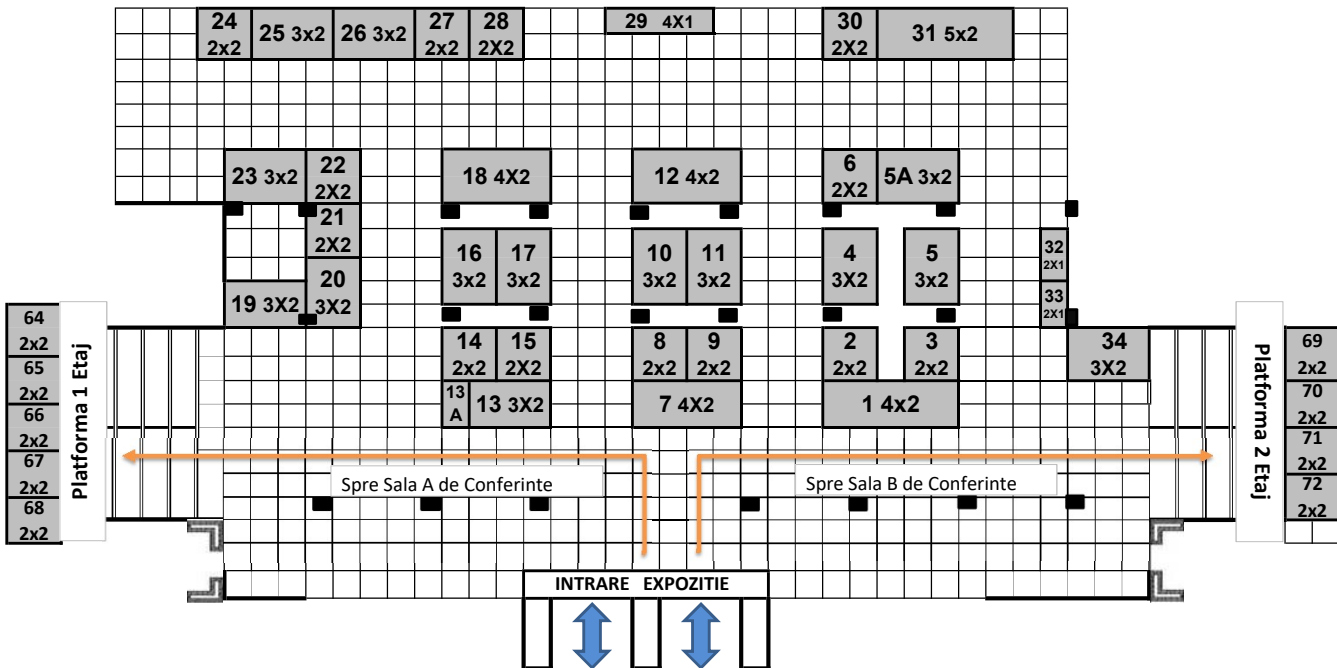 24
2x2
25 3x2
26 3x2
27
2x2
28
2X2
29 4X1
30
2X2
31 5x2
23 3x2
22
2X2
18 4X2
12 4x2
6
2X2
5A 3x2
21
2X2
16
3x2
17
3x2
10
3x2
11
3x2
4
3X2
5
3x2
32
2X1
19 3X2
20
3X2
33
2X1
64
2x2
65
2x2
66
2x2
67
2x2
68
2x2
Platforma 1 Etaj
14
2x2
15
2X2
8
2x2
9
2x2
2
2x2
3
2x2
34
3X2
13
A
13 3X2
7 4X2
1 4x2
Platforma 2 Etaj
69
2x2
70
2x2
71
2x2
72
2x2
Spre Sala A de Conferinte
Spre Sala B de Conferinte
INTRARE EXPOZITIE